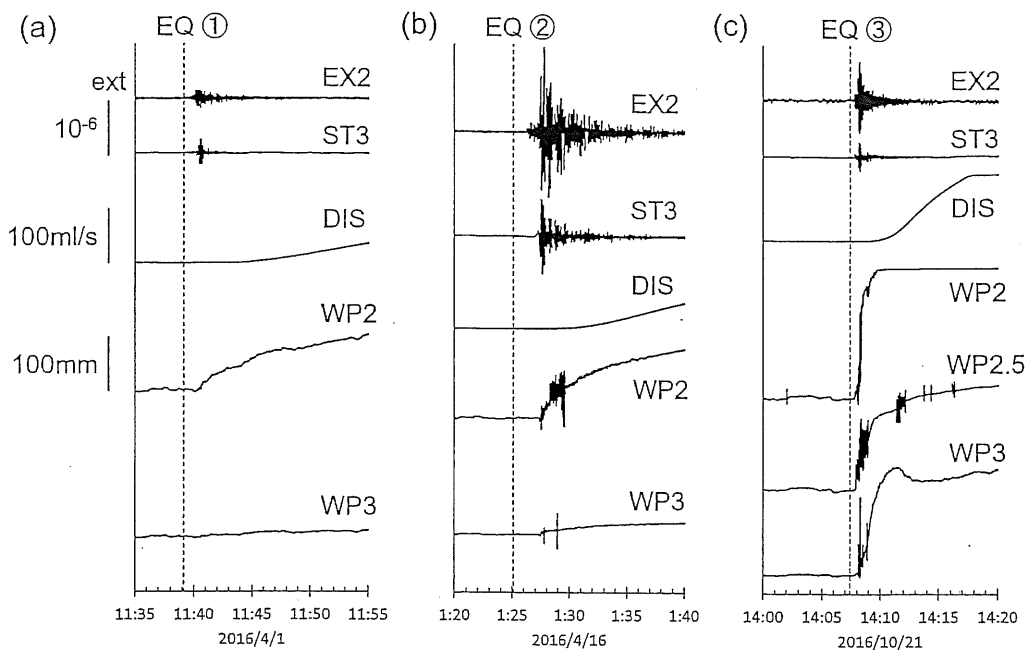 (a)
EQ ①
ext
10⁻⁶
100ml/s
100mm
EX2
ST3
DIS
WP2
WP3
11:35 11:40 11:45 11:50 11:55
2016/4/1
(b)
EQ ②
EX2
ST3
DIS
WP2
WP3
1:20 1:25 1:30 1:35 1:40
2016/4/16
(c)
EQ ③
EX2
ST3
DIS
WP2
WP2.5
WP3
14:00 14:05 14:10 14:15 14:20
2016/10/21